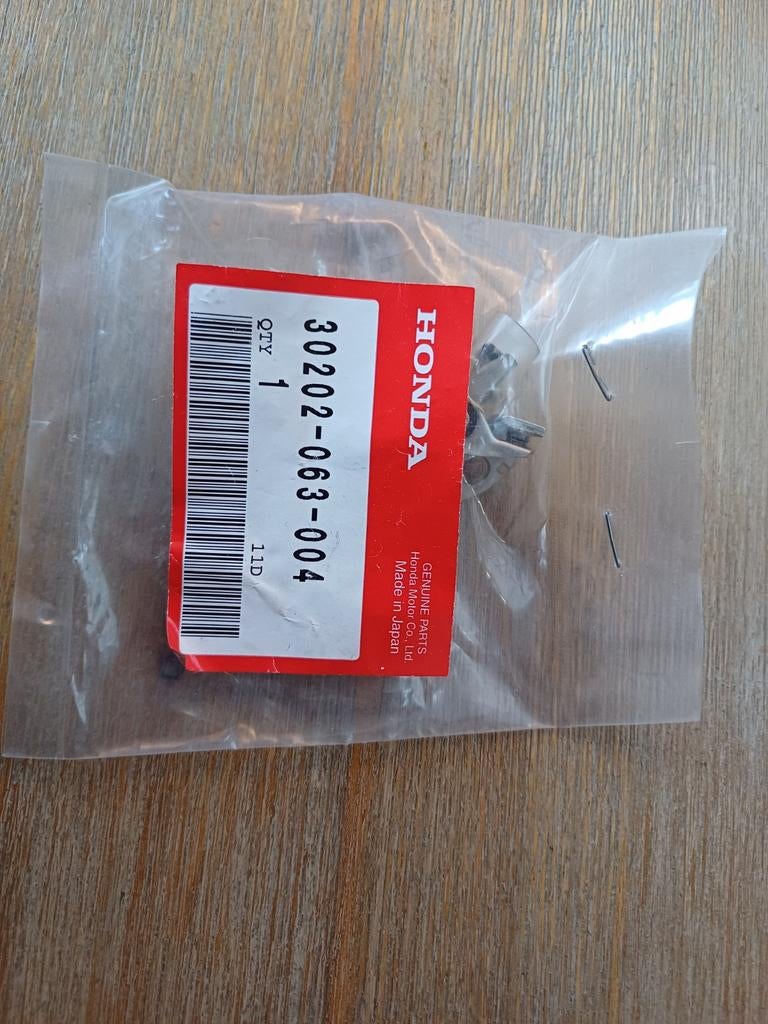 HONDA
GENUINE PARTS
Honda Motor Co., Ltd.
Made in Japan
30202-063-004
QTY 1
11D